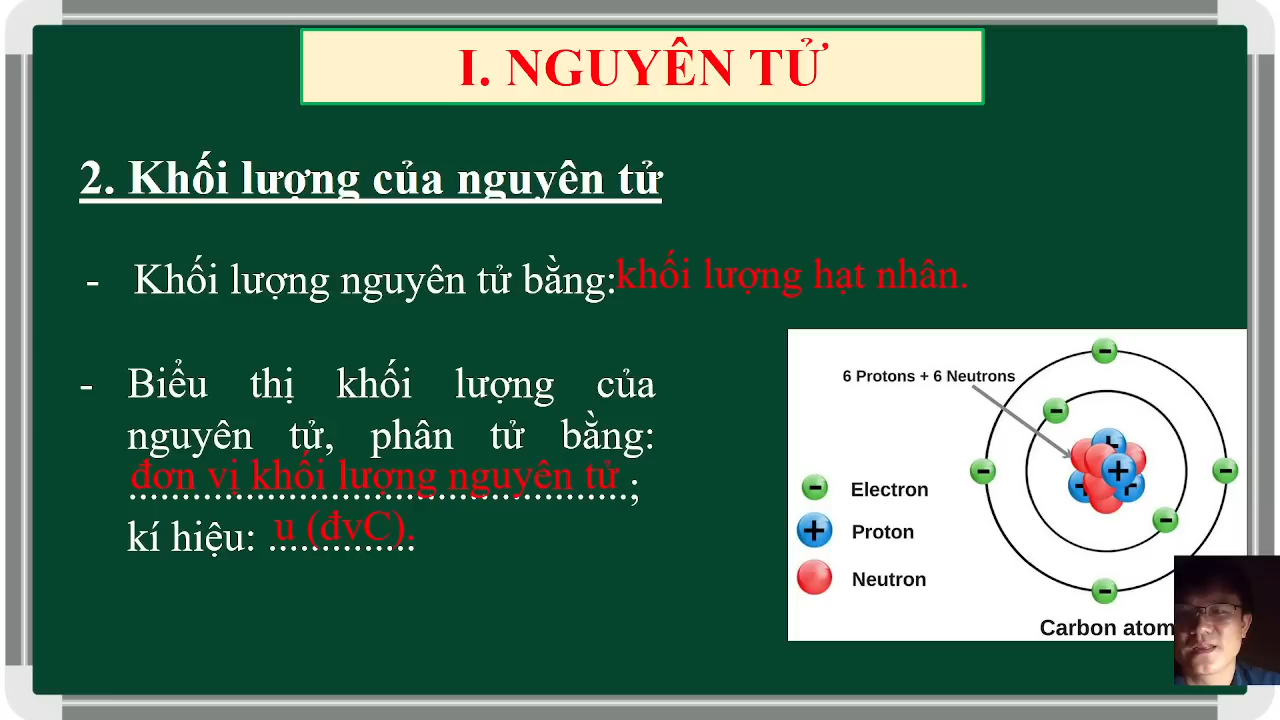 I. NGUYÊN TỬ
2. Khối lượng của nguyên tử
- Khối lượng nguyên tử bằng: khối lượng hạt nhân.
- Biểu thị khối lượng của
nguyên tử, phân tử bằng:
đơn vị khối lượng nguyên tử ;
kí hiệu: u (đvC).
6 Protons + 6 Neutrons
Electron
Proton
Neutron
Carbon atom